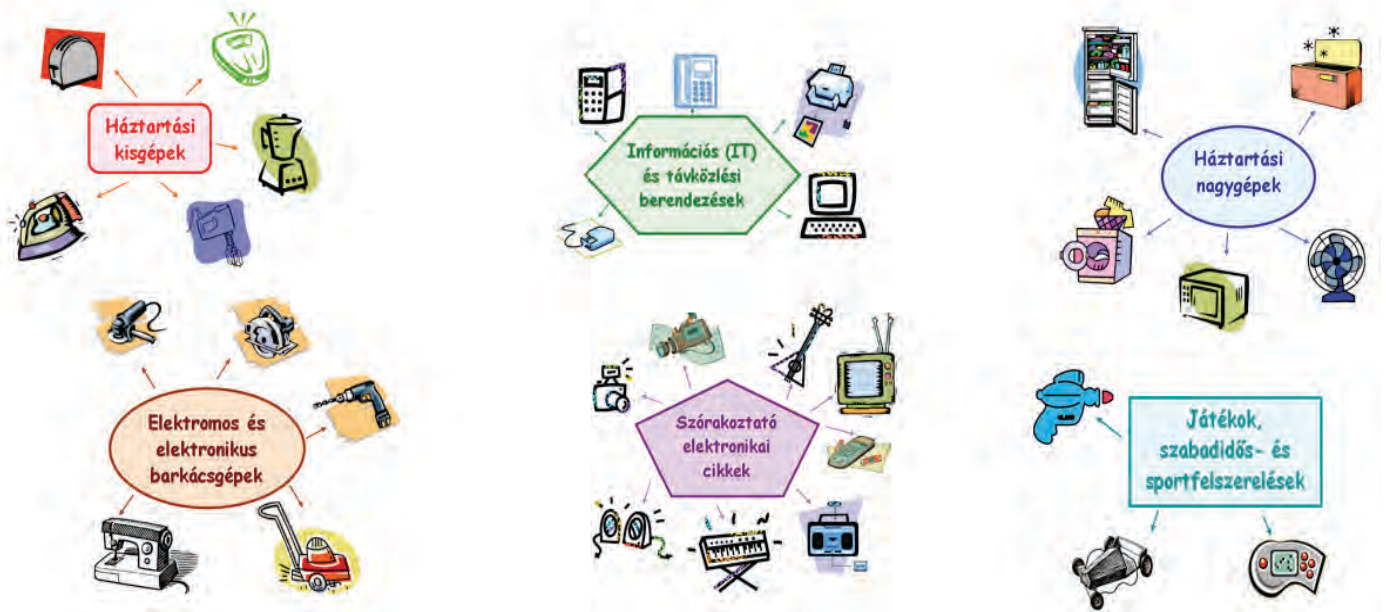 Háztartási
kisgépek
Információs (IT)
és távközlési
berendezések
Háztartási
nagygépek
Elektromos és
elektronikus
barkácsgépek
Szórakoztató
elektronikai
cikkek
Játékok,
szabadidős- és
sportfelszerelések